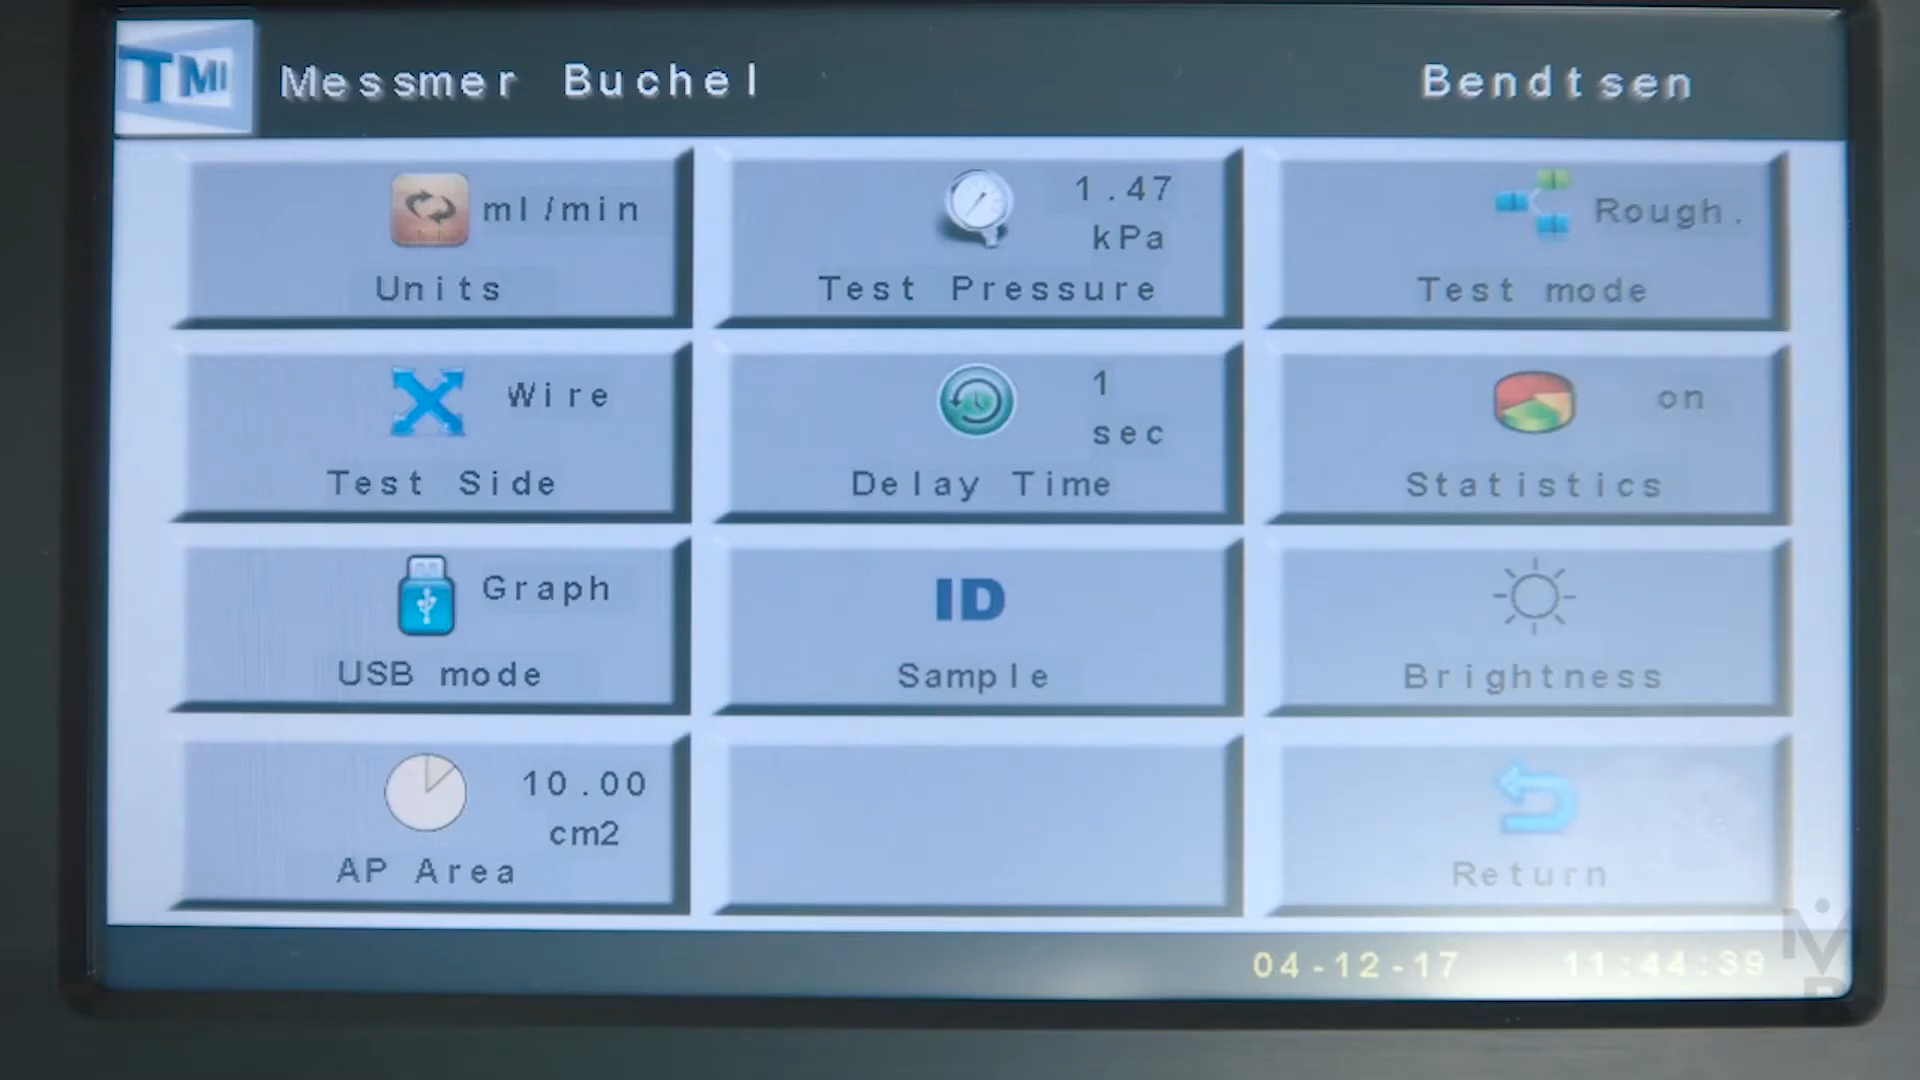 TMI
Messmer Buchel
Bendtsen
ml/min
Units
1.47
kPa
Test Pressure
Rough.
Test mode
Wire
Test Side
1
sec
Delay Time
on
Statistics
Graph
USB mode
ID
Sample
Brightness
10.00
cm2
AP Area
Return
04-12-17 11:44:39